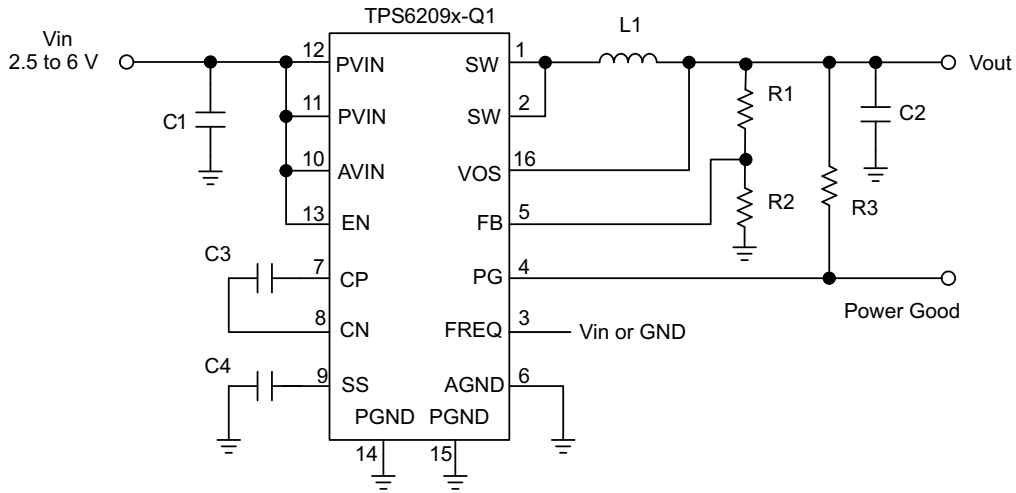 TPS6209x-Q1
Vin
2.5 to 6 V
L1
Vout
12
PVIN
SW
1
11
PVIN
SW
2
C1
R1
C2
10
AVIN
VOS
16
13
EN
FB
5
R2
R3
C3
7
CP
PG
4
Power Good
8
CN
FREQ
3
Vin or GND
C4
9
SS
AGND
6
PGND
PGND
14
15